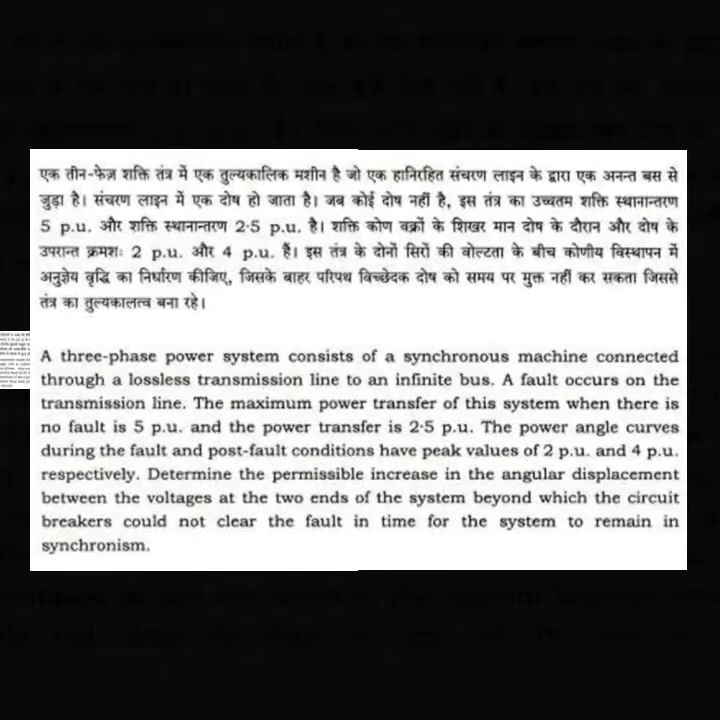 एक तीन-फेज़ शक्ति तंत्र में एक तुल्यकालिक मशीन है जो एक हानिरहित संचरण लाइन के द्वारा एक अनन्त बस से
जुड़ा है। संचरण लाइन में एक दोष हो जाता है। जब कोई दोष नहीं है, इस तंत्र का उच्चतम शक्ति स्थानान्तरण
5 p.u. और शक्ति स्थानान्तरण 2·5 p.u. है। शक्ति कोण वक्रों के शिखर मान दोष के दौरान और दोष के
उपरान्त क्रमशः 2 p.u. और 4 p.u. हैं। इस तंत्र के दोनों सिरों की वोल्टता के बीच कोणीय विस्थापन में
अनुज्ञेय वृद्धि का निर्धारण कीजिए, जिसके बाहर परिपथ विच्छेदक दोष को समय पर मुक्त नहीं कर सकता जिससे
तंत्र का तुल्यकालत्व बना रहे।
A three-phase power system consists of a synchronous machine connected
through a lossless transmission line to an infinite bus. A fault occurs on the
transmission line. The maximum power transfer of this system when there is
no fault is 5 p.u. and the power transfer is 2·5 p.u. The power angle curves
during the fault and post-fault conditions have peak values of 2 p.u. and 4 p.u.
respectively. Determine the permissible increase in the angular displacement
between the voltages at the two ends of the system beyond which the circuit
breakers could not clear the fault in time for the system to remain in
synchronism.